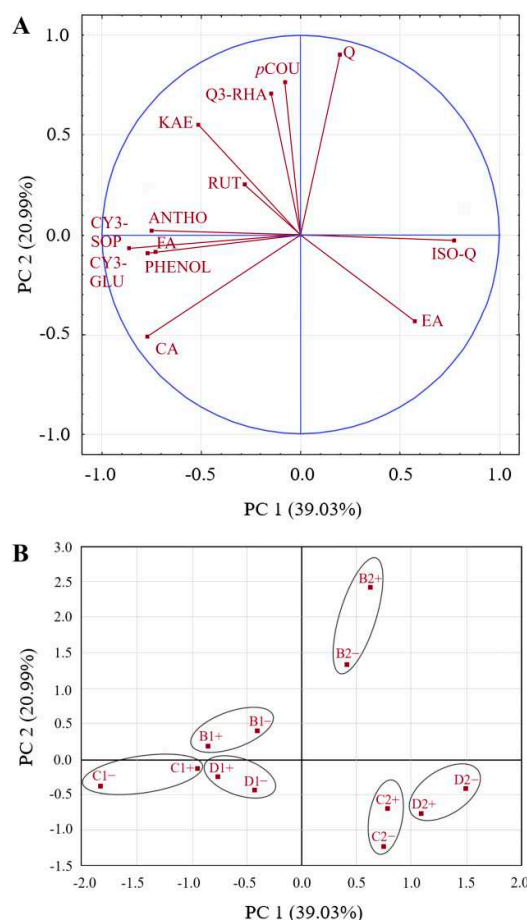 A
1.0
0.5
0.0
-0.5
-1.0
PC 2 (20.99%)
Q
pCOU
Q3-RHA
KAE
RUT
ANTHO
CY3-
SOP
FA
CY3-
GLU
PHENOL
ISO-Q
EA
CA
-1.0 -0.5 0.0 0.5 1.0
PC 1 (39.03%)
B
3.0
2.5
2.0
1.5
1.0
0.5
0.0
-0.5
-1.0
-1.5
PC 2 (20.99%)
B2+
B2−
B1−
B1+
C1−
C1+
D1+
D1−
C2+
C2−
D2+
D2−
-2.0 -1.5 -1.0 -0.5 0.0 0.5 1.0 1.5 2.0
PC 1 (39.03%)